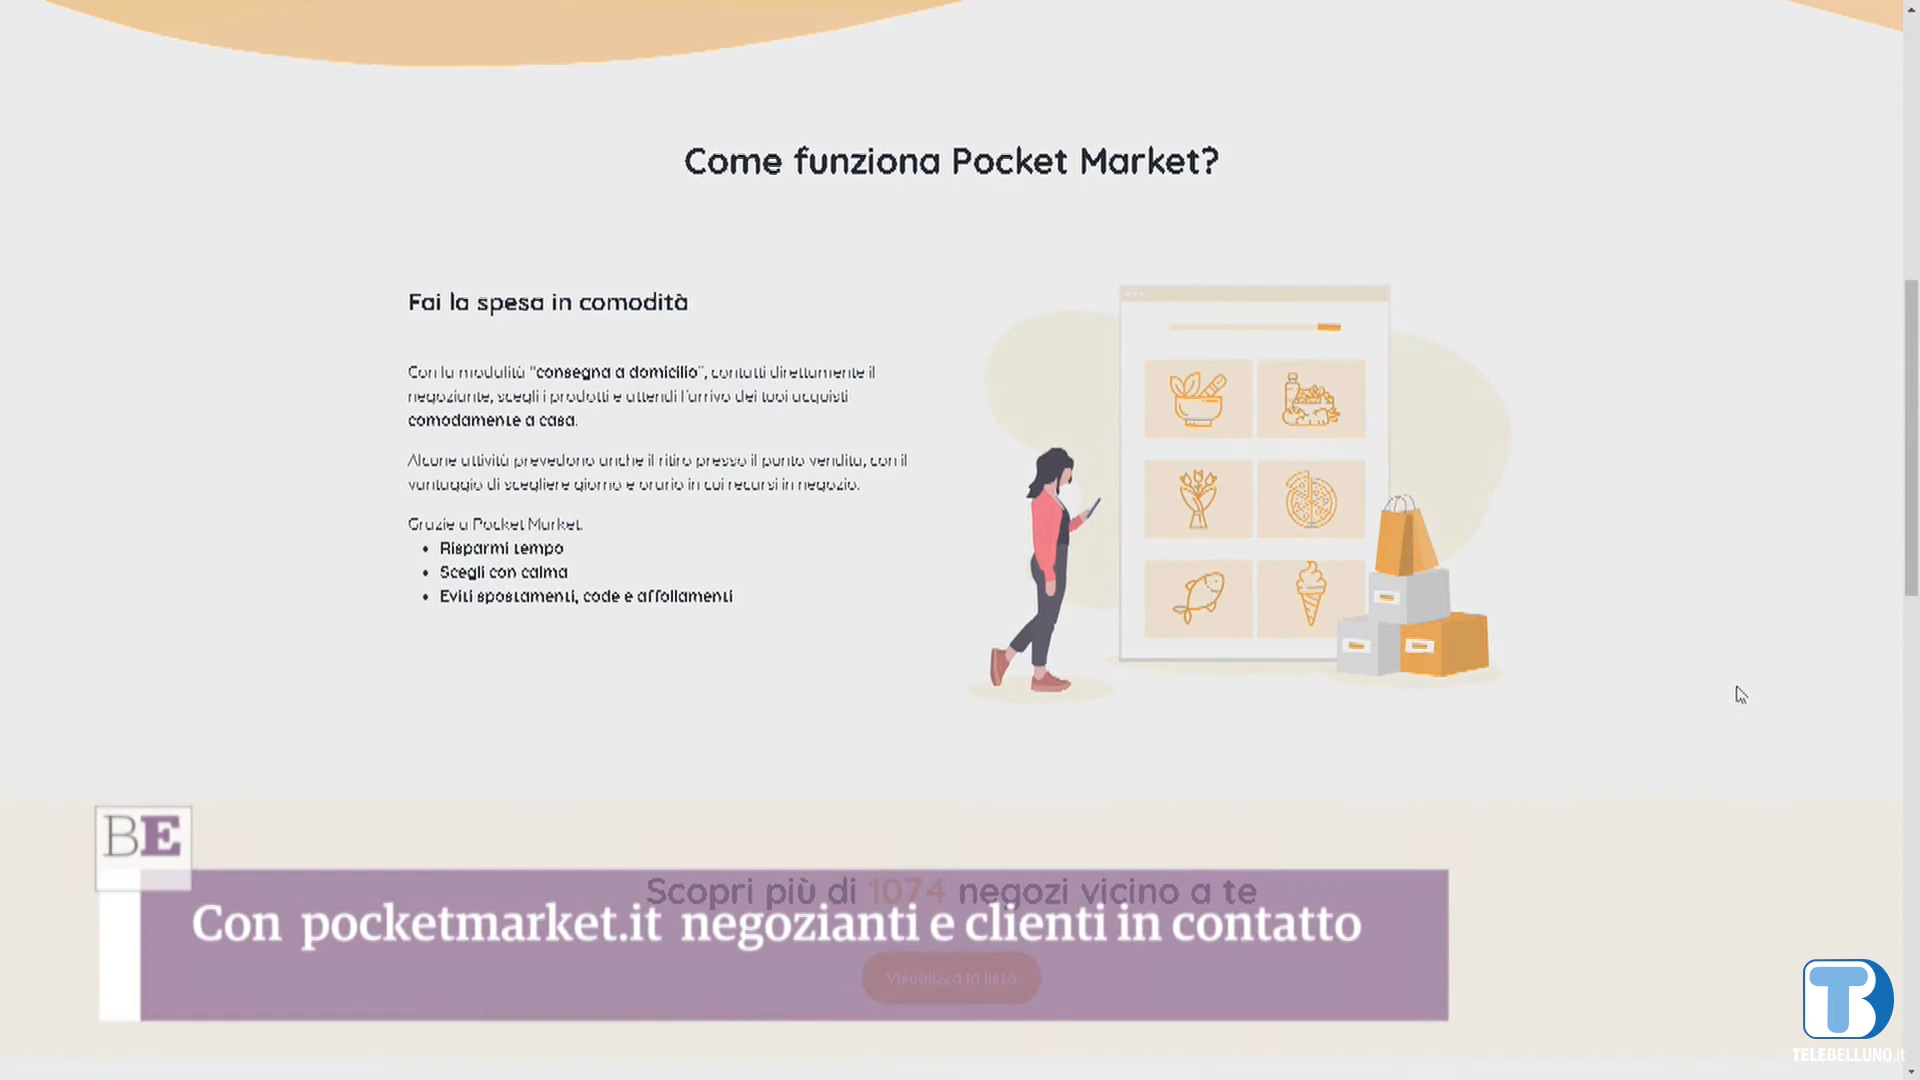 Come funziona Pocket Market?
Fai la spesa in comodità
Con la modalità "consegna a domicilio", contatti direttamente il
negoziante, scegli i prodotti e attendi l'arrivo dei tuoi acquisti
comodamente a casa.
Alcune attività prevedono anche il ritiro presso il punto vendita, con il
vantaggio di scegliere giorno e orario in cui recarsi in negozio.
Grazie a Pocket Market:
• Risparmi tempo
• Scegli con calma
• Eviti spostamenti, code e affollamenti
BE
Scopri più di 1074 negozi vicino a te
Con pocketmarket.it negozianti e clienti in contatto
Visualizza la lista
TELEBELLUNO.it